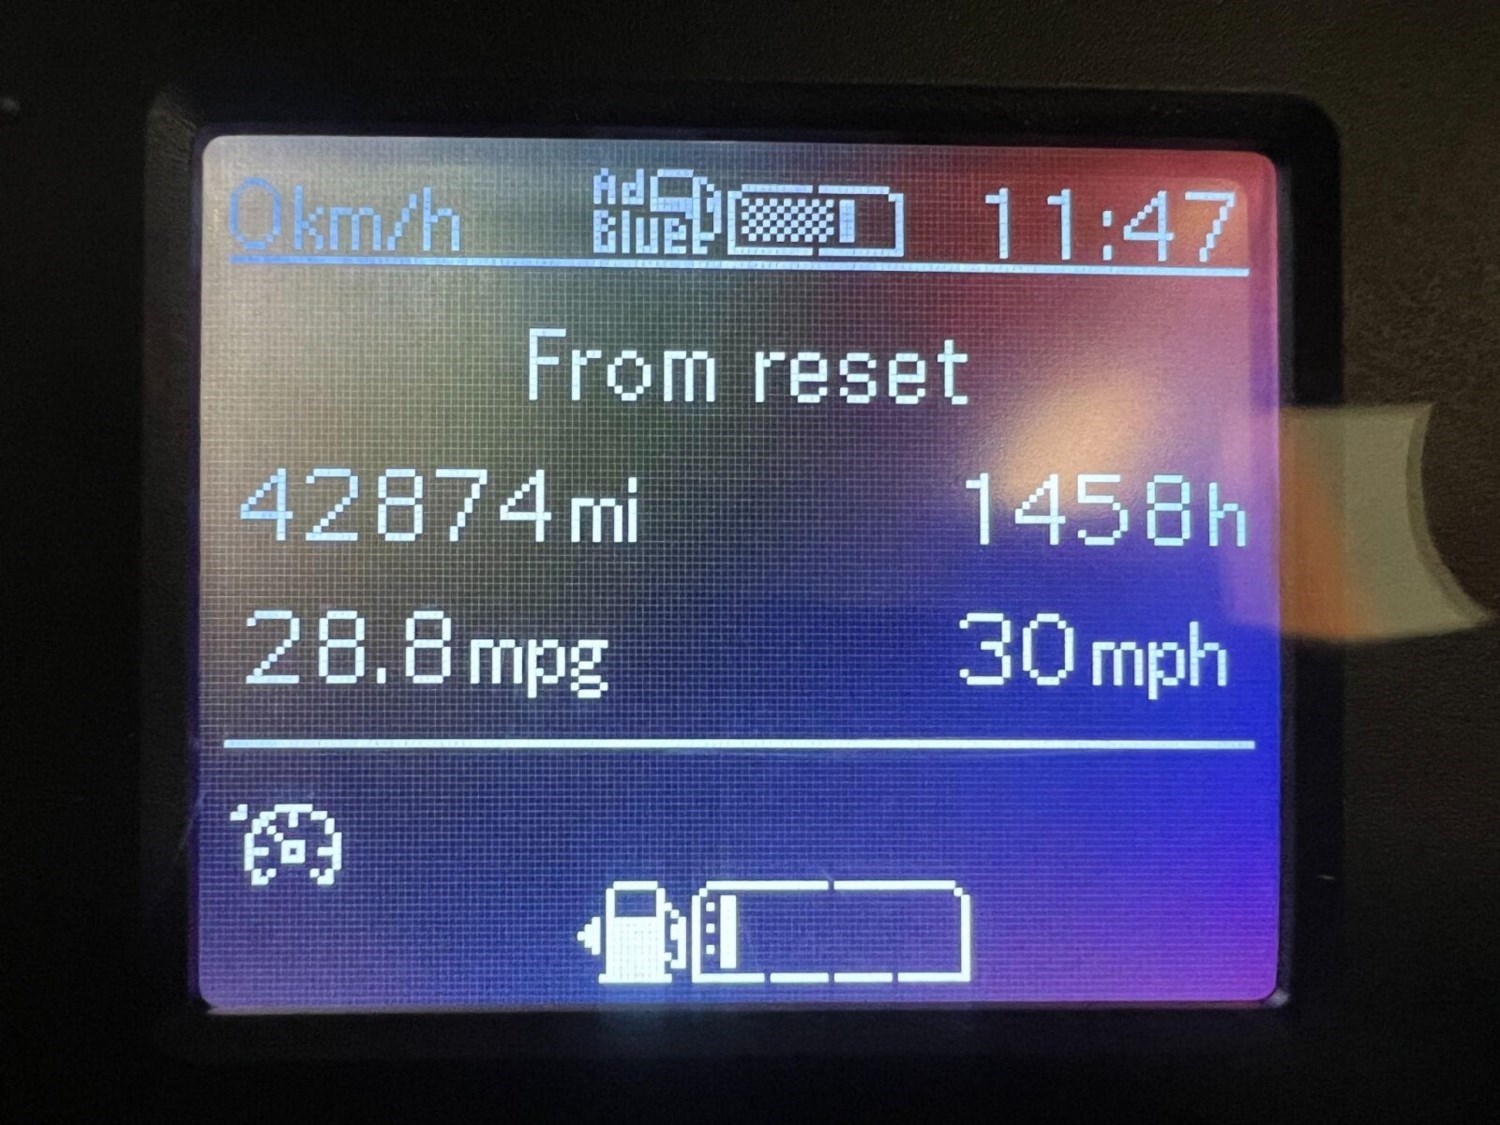 0km/h AdBlue 11:47
From reset
42874mi 1458h
28.8mpg 30mph